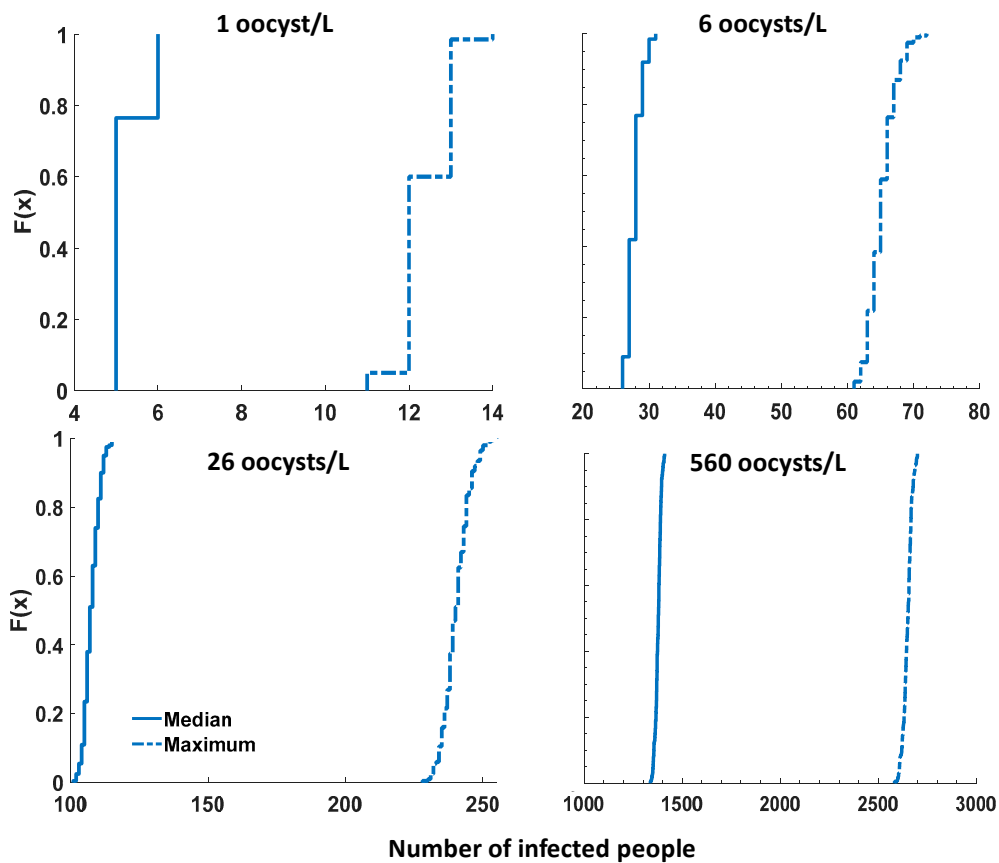 1 oocyst/L
6 oocysts/L
1
0.8
0.6
0.4
0.2
0
F(x)
4 6 8 10 12 14
20 30 40 50 60 70 80
26 oocysts/L
560 oocysts/L
1
0.8
0.6
0.4
0.2
0
F(x)
Median
Maximum
100 150 200 250
1000 1500 2000 2500 3000
Number of infected people